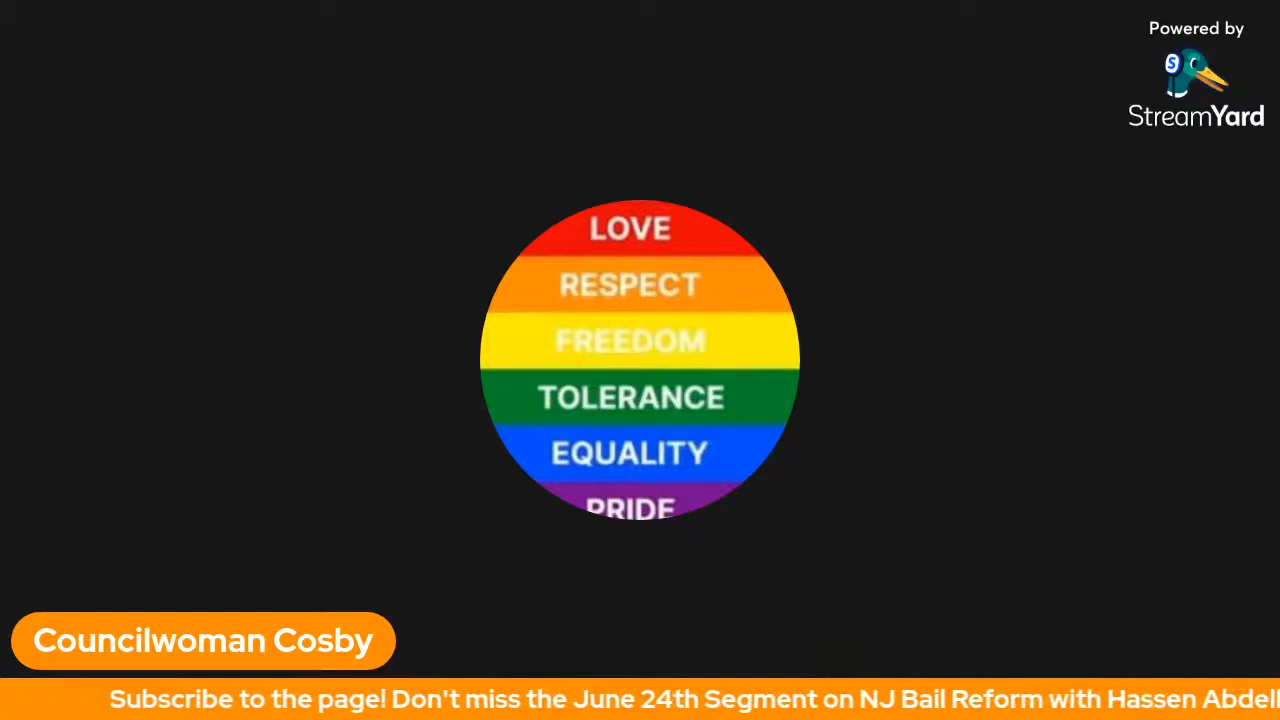 Powered by
S
StreamYard
LOVE
RESPECT
FREEDOM
TOLERANCE
EQUALITY
PRIDE
Councilwoman Cosby
Subscribe to the page! Don't miss the June 24th Segment on NJ Bail Reform with Hassen